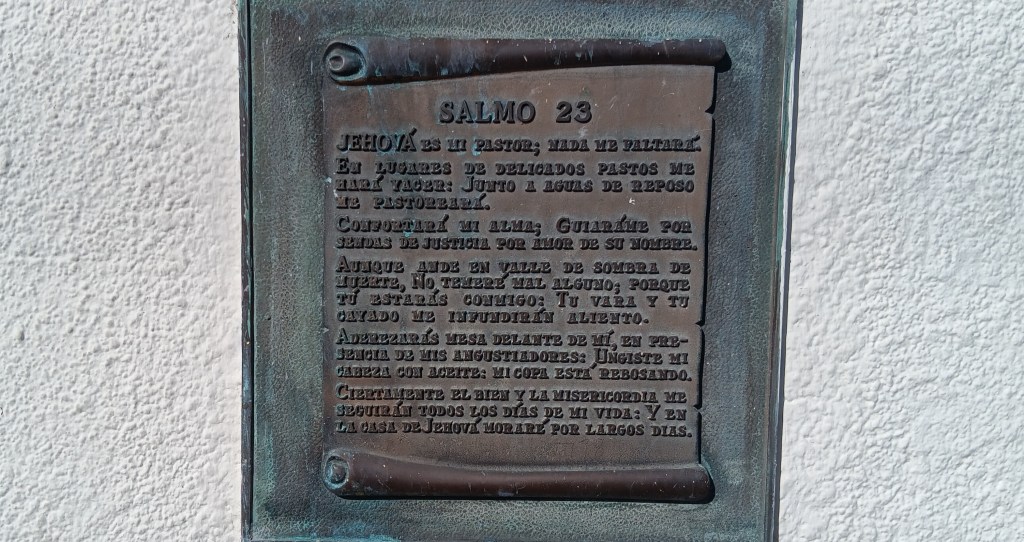 SALMO 23
JEHOVÁ ES MI PASTOR; NADA ME FALTARÁ.
EN LUGARES DE DELICADOS PASTOS ME
HARÁ YACER: JUNTO A AGUAS DE REPOSO
ME PASTOREARÁ.
CONFORTARÁ MI ALMA; GUIARÁME POR
SENDAS DE JUSTICIA POR AMOR DE SU NOMBRE.
AUNQUE ANDE EN VALLE DE SOMBRA DE
MUERTE, NO TEMERÉ MAL ALGUNO; PORQUE
TÚ ESTARÁS CONMIGO: TU VARA Y TU
CAYADO ME INFUNDIRÁN ALIENTO.
ADEREZARÁS MESA DELANTE DE MÍ, EN PRE-
SENCIA DE MIS ANGUSTIADORES: UNGISTE MI
CABEZA CON ACEITE: MI COPA ESTÁ REBOSANDO.
CIERTAMENTE EL BIEN Y LA MISERICORDIA ME
SEGUIRÁN TODOS LOS DÍAS DE MI VIDA: Y EN
LA CASA DE JEHOVÁ MORARÉ POR LARGOS DIAS.